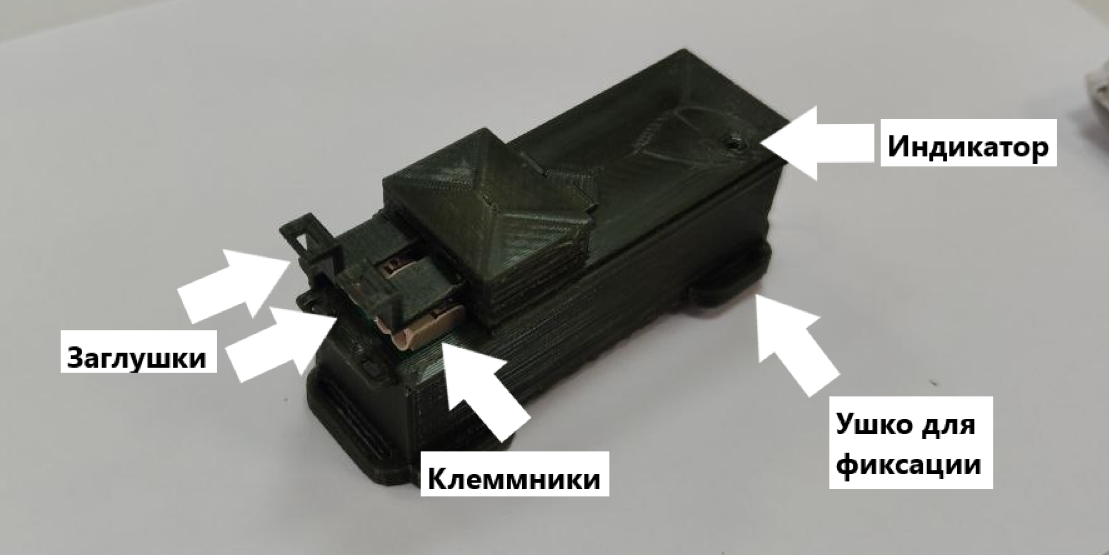 Индикатор
Заглушки
Ушко для
фиксации
Клеммники